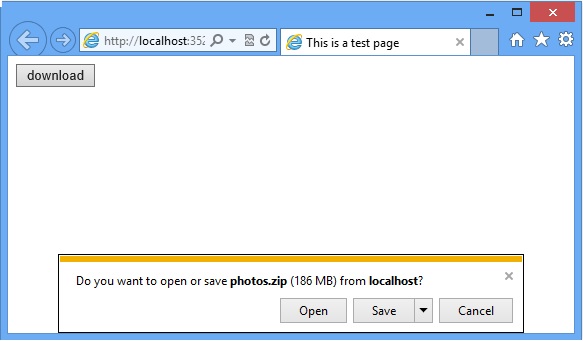 http://localhost:352
This is a test page
download
Do you want to open or save photos.zip (186 MB) from localhost?
Open Save Cancel